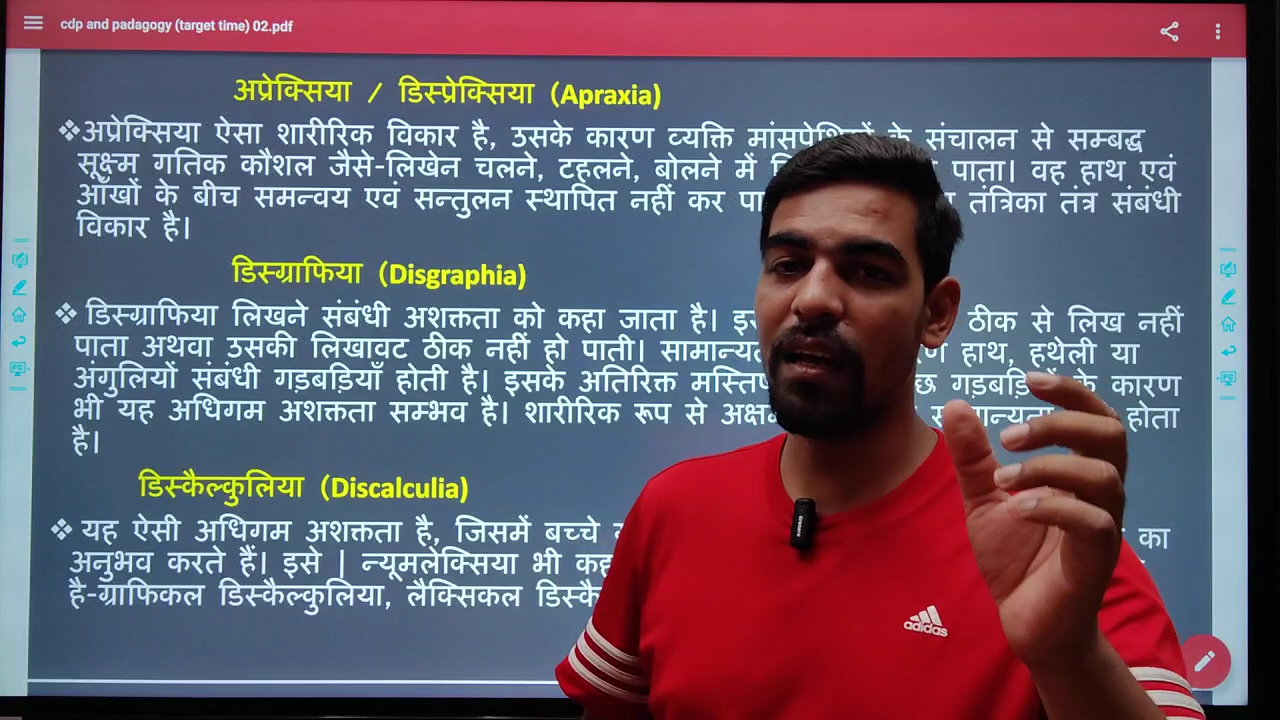 cdp and padagogy (target time) 02.pdf
अप्रेक्सिया / डिस्प्रेक्सिया (Apraxia)
❖अप्रेक्सिया ऐसा शारीरिक विकार है, उसके कारण व्यक्ति मांसपेशियों के संचालन से सम्बद्ध
सूक्ष्म गतिक कौशल जैसे-लिखेन चलने, टहलने, बोलने में पाता। वह हाथ एवं
आँखों के बीच समन्वय एवं सन्तुलन स्थापित नहीं कर तंत्रिका तंत्र संबंधी
विकार है।
डिस्ग्राफिया (Disgraphia)
❖ डिस्ग्राफिया लिखने संबंधी अशक्तता को कहा जाता है। ठीक से लिख नहीं
पाता अथवा उसकी लिखावट ठीक नहीं हो पाती। हाथ, हथेली या
अंगुलियों संबंधी गड़बड़ियाँ होती है। इसके अतिरिक्त गड़बड़ियों के कारण
भी यह अधिगम अशक्तता सम्भव है। शारीरिक रूप से होता
है।
डिस्कैल्कुलिया (Discalculia)
❖ यह ऐसी अधिगम अशक्तता है, जिसमें बच्चे का
अनुभव करते हैं। इसे | न्यूमलेक्सिया भी
है-ग्राफिकल डिस्कैल्कुलिया, लैक्सिकल
adidas